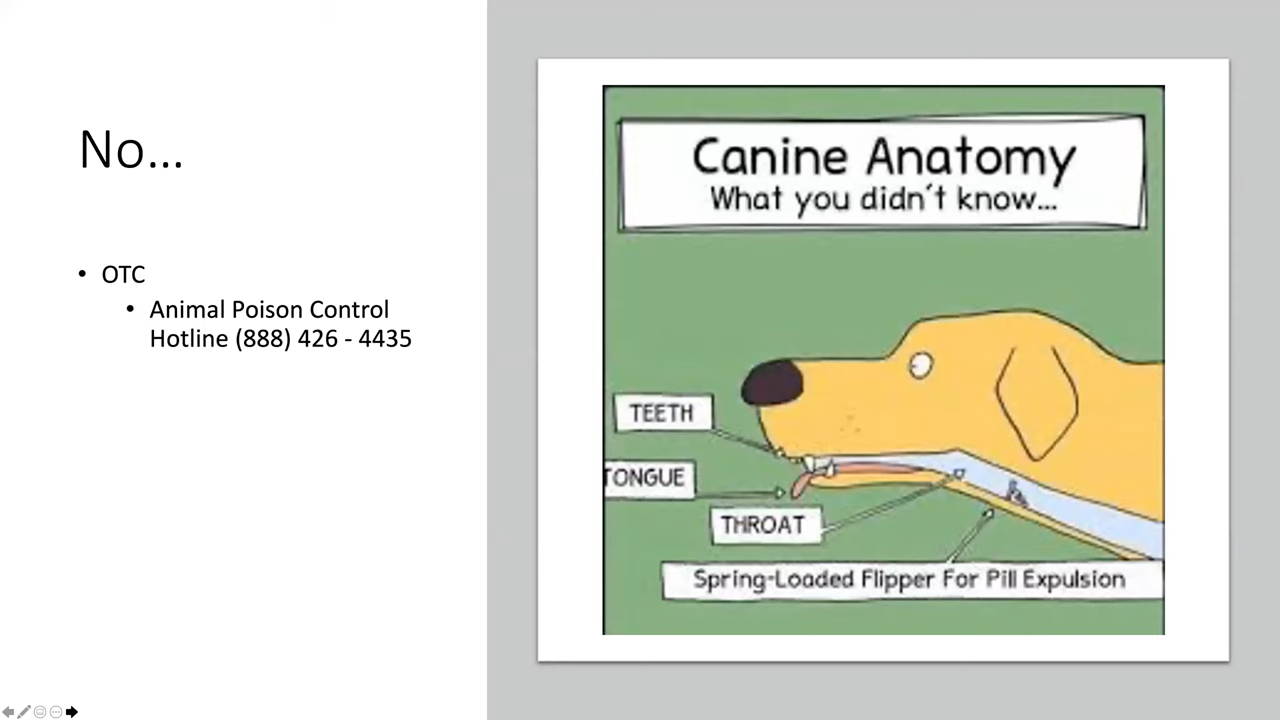 No...
• OTC
• Animal Poison Control
Hotline (888) 426 - 4435
Canine Anatomy
What you didn't know...
TEETH
TONGUE
THROAT
Spring-Loaded Flipper For Pill Expulsion